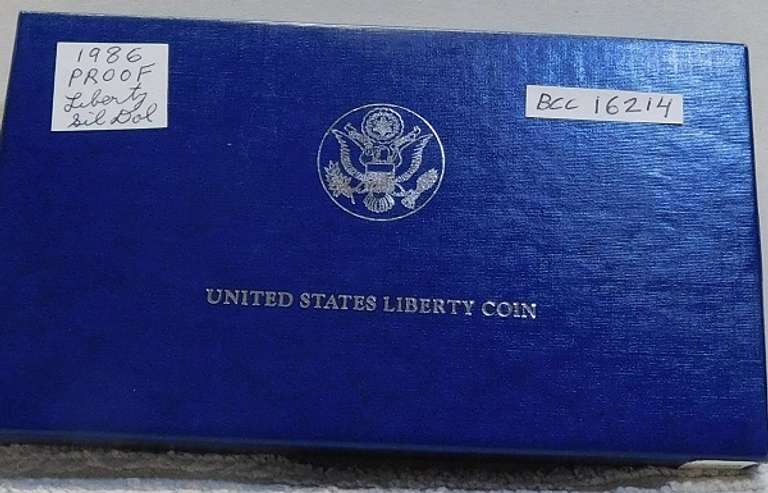 1986
PROOF
Liberty
Sil Dol
BCC 16214
UNITED STATES LIBERTY COIN